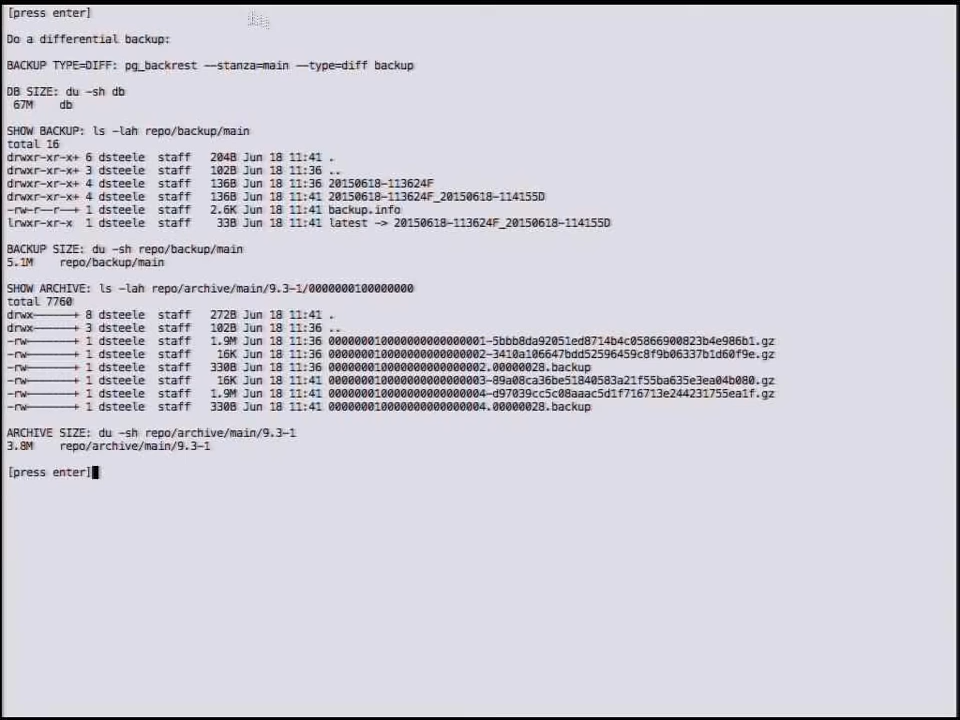 [press enter]
Do a differential backup:
BACKUP TYPE=DIFF: pg_backrest --stanza=main --type=diff backup
DB SIZE: du -sh db
67M db
SHOW BACKUP: ls -lah repo/backup/main
total 16
drwxr-xr-x+ 6 dsteele staff 204B Jun 18 11:41 .
drwxr-xr-x+ 3 dsteele staff 102B Jun 18 11:36 ..
drwxr-xr-x+ 4 dsteele staff 136B Jun 18 11:36 20150618-113624F
drwxr-xr-x+ 4 dsteele staff 136B Jun 18 11:41 20150618-113624F_20150618-114155D
-rw-r--r--+ 1 dsteele staff 2.6K Jun 18 11:41 backup.info
lrwxr-xr-x 1 dsteele staff 33B Jun 18 11:41 latest -> 20150618-113624F_20150618-114155D
BACKUP SIZE: du -sh repo/backup/main
5.1M repo/backup/main
SHOW ARCHIVE: ls -lah repo/archive/main/9.3-1/0000000100000000
total 7760
drwx------+ 8 dsteele staff 272B Jun 18 11:41 .
drwx------+ 3 dsteele staff 102B Jun 18 11:36 ..
-rw-------+ 1 dsteele staff 1.9M Jun 18 11:36 000000010000000000000001-5bbb8da92051ed8714b4c05866900823b4e986b1.gz
-rw-------+ 1 dsteele staff 16K Jun 18 11:36 000000010000000000000002-3410a106647bdd52596459c8f9b06337b1d60f9e.gz
-rw-------+ 1 dsteele staff 330B Jun 18 11:36 000000010000000000000002.00000028.backup
-rw-------+ 1 dsteele staff 16K Jun 18 11:41 000000010000000000000003-89a08ca36be51840583a21f55ba635e3ea04b080.gz
-rw-------+ 1 dsteele staff 1.9M Jun 18 11:41 000000010000000000000004-d97039cc5c08aaac5d1f716713e244231755ea1f.gz
-rw-------+ 1 dsteele staff 330B Jun 18 11:41 000000010000000000000004.00000028.backup
ARCHIVE SIZE: du -sh repo/archive/main/9.3-1
3.8M repo/archive/main/9.3-1
[press enter]